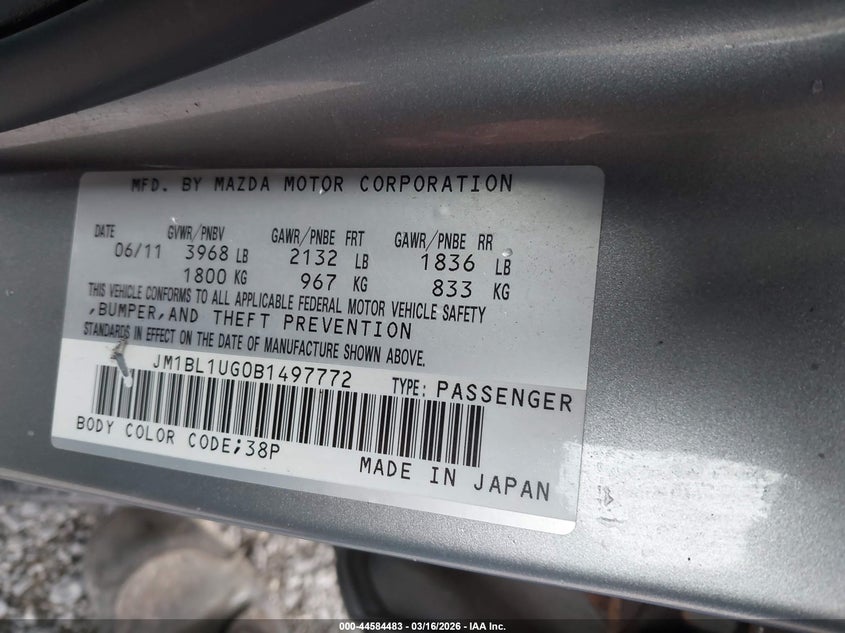 MFD. BY MAZDA MOTOR CORPORATION
DATE GVWR/PNBV GAWR/PNBE FRT GAWR/PNBE RR
06/11 3968 LB 2132 LB 1836 LB
1800 KG 967 KG 833 KG
THIS VEHICLE CONFORMS TO ALL APPLICABLE FEDERAL MOTOR VEHICLE SAFETY
,BUMPER,AND THEFT PREVENTION
STANDARDS IN EFFECT ON THE DATE OF MANUFACTURE SHOWN ABOVE.
JM1BL1UG0B1497772 TYPE: PASSENGER
BODY COLOR CODE;38P
MADE IN JAPAN
000-44584483 - 03/16/2026 - IAA Inc.